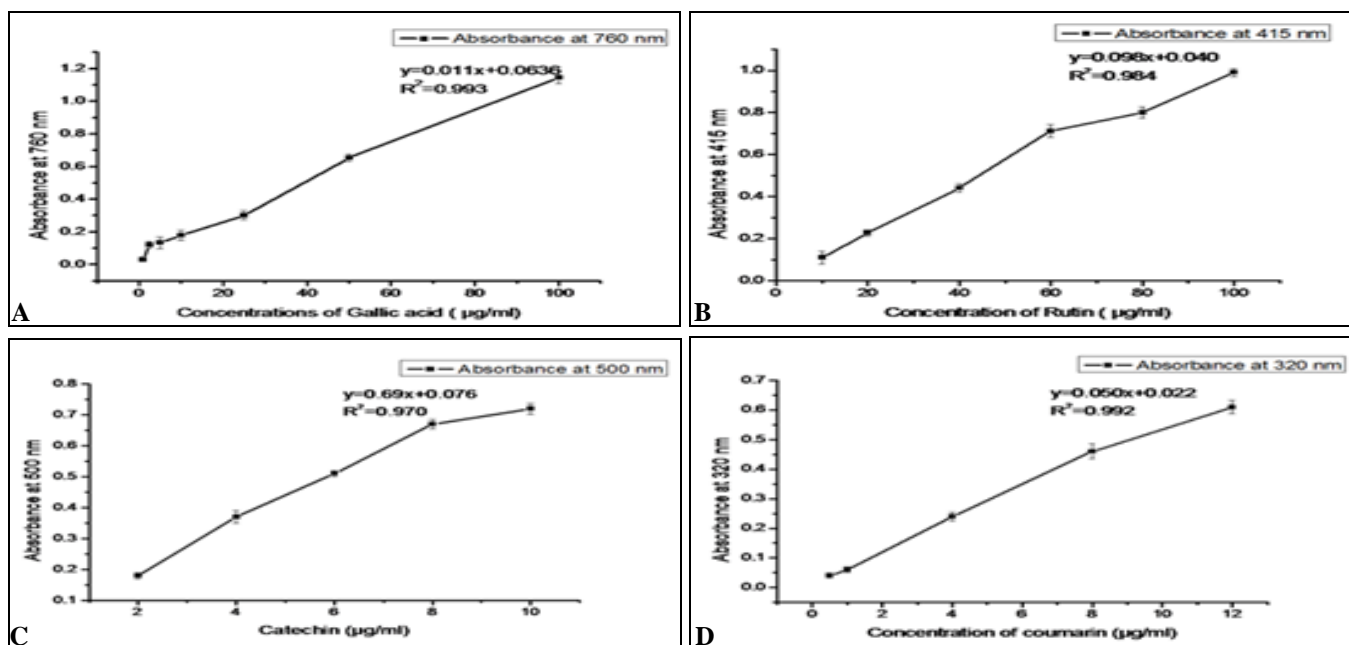 Absorbance at 760 nm
y=0.011x+0.0636
R²=0.993
Absorbance at 760 nm
1.2
1.0
0.8
0.6
0.4
0.2
0.0
0 20 40 60 80 100
Concentrations of Gallic acid ( µg/ml)
A
Absorbance at 415 nm
y=0.098x+0.040
R²=0.984
Absorbance at 415 nm
1.0
0.8
0.6
0.4
0.2
0.0
0 20 40 60 80 100
Concentration of Rutin ( µg/ml)
B
Absorbance at 500 nm
y=0.69x+0.076
R²=0.970
Absorbance at 500 nm
0.8
0.7
0.6
0.5
0.4
0.3
0.2
0.1
2 4 6 8 10
Catechin (µg/ml)
C
Absorbance at 320 nm
y=0.050x+0.022
R²=0.992
Absorbance at 320 nm
0.7
0.6
0.5
0.4
0.3
0.2
0.1
0.0
0 2 4 6 8 10 12
Concentration of coumarin (µg/ml)
D